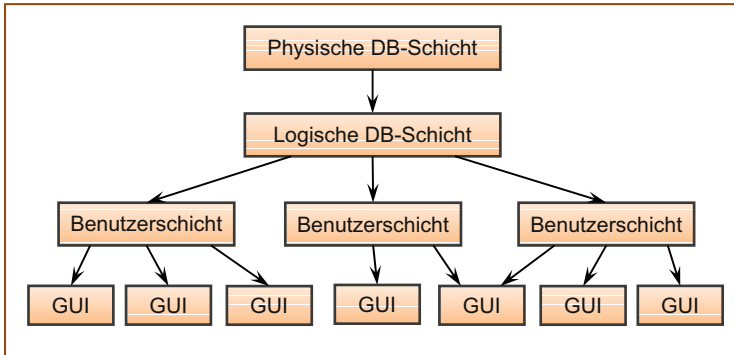 Physische DB-Schicht
Logische DB-Schicht
Benutzerschicht Benutzerschicht Benutzerschicht
GUI GUI GUI GUI GUI GUI GUI